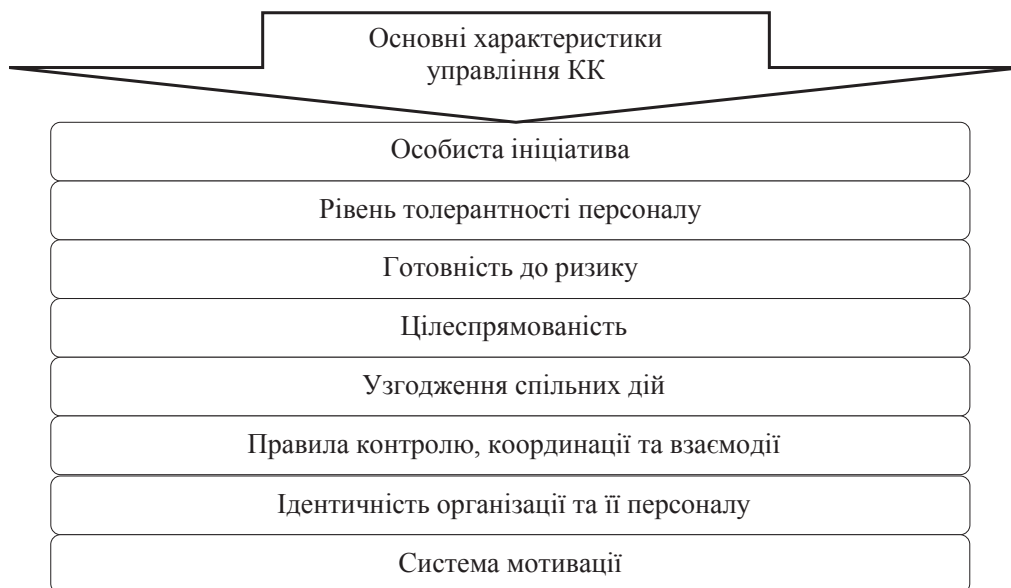 Основні характеристики
управління КК
Особиста ініціатива
Рівень толерантності персоналу
Готовність до ризику
Цілеспрямованість
Узгодження спільних дій
Правила контролю, координації та взаємодії
Ідентичність організації та її персоналу
Система мотивації